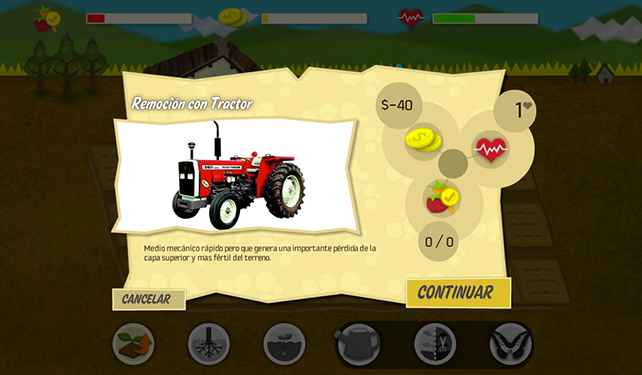 Remoción con Tractor
$-40
1
Medio mecánico rápido pero que genera una importante pérdida de la
capa superior y mas fértil del terreno.
0 / 0
CANCELAR
CONTINUAR